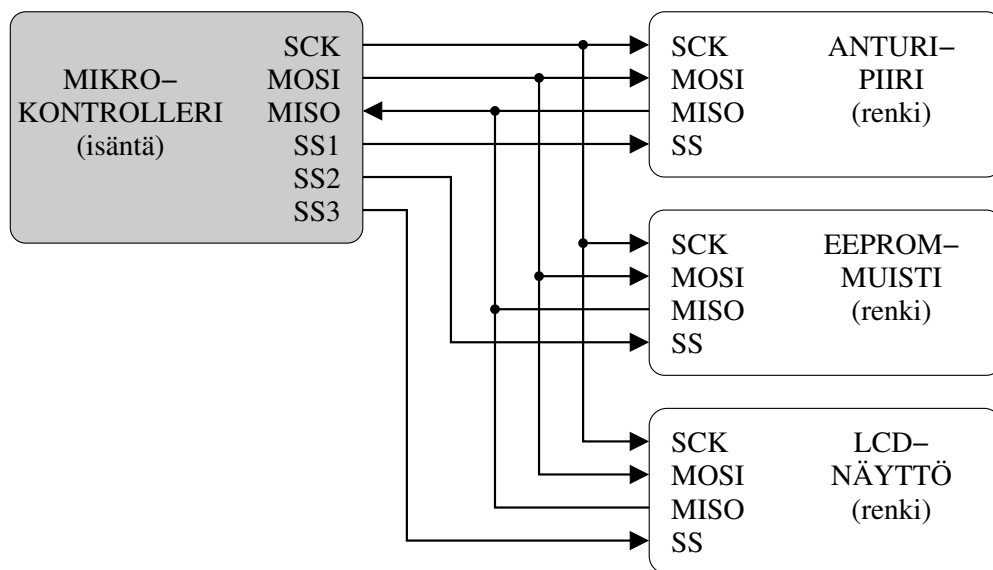 MIKRO–
KONTROLLERI
(isäntä)
SCK
MOSI
MISO
SS1
SS2
SS3
SCK
MOSI
MISO
SS
ANTURI–
PIIRI
(renki)
SCK
MOSI
MISO
SS
EEPROM–
MUISTI
(renki)
SCK
MOSI
MISO
SS
LCD–
NÄYTTÖ
(renki)